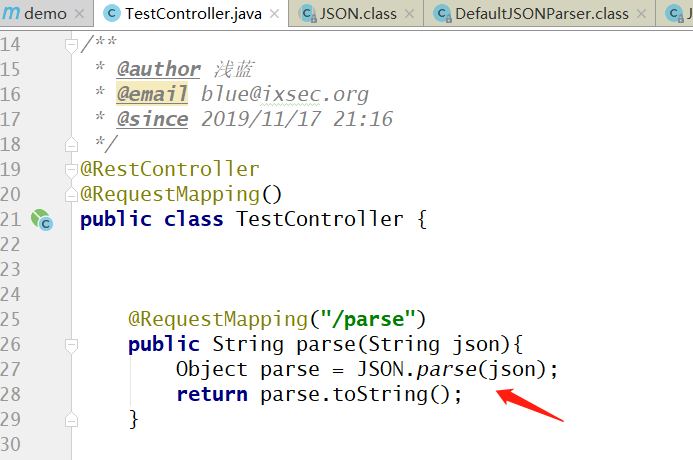 demo TestController.java JSON.class DefaultJSONParser.class J
14 /**
15 * @author 浅蓝
16 * @email blue@ixsec.org
17 * @since 2019/11/17 21:16
18 */
19 @RestController
20 @RequestMapping()
21 public class TestController {
22
23
24
25 @RequestMapping("/parse")
26 public String parse(String json){
27 Object parse = JSON.parse(json);
28 return parse.toString();
29 }
30